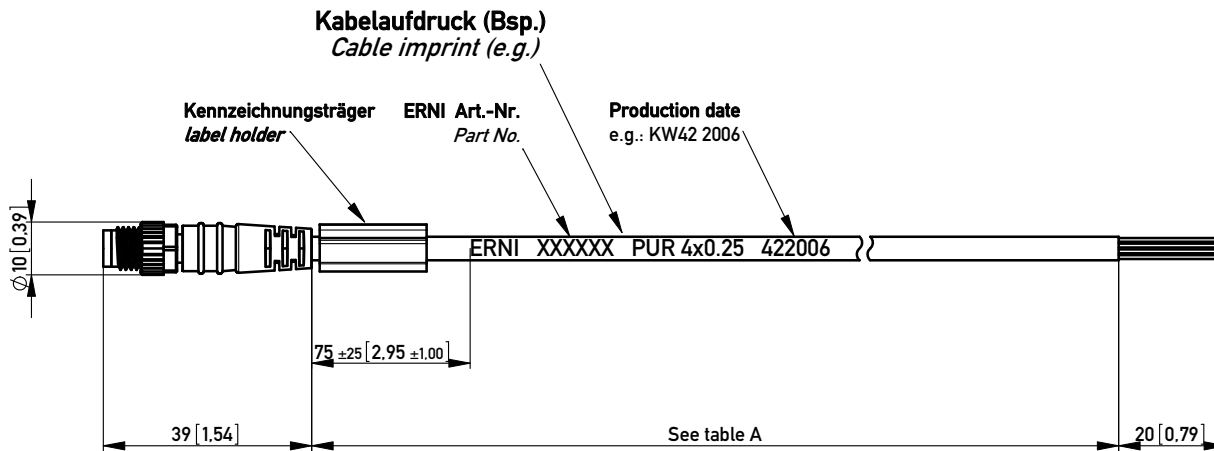 Kabelaufdruck (Bsp.)
Cable imprint (e.g.)
Kennzeichnungsträger
label holder
ERNI Art.-Nr.
Part No.
Production date
e.g.: KW42 2006
⌀10 [0,39]
ERNI XXXXXX PUR 4x0.25 422006
75 ±25 [2,95 ±1,00]
39 [1,54]
See table A
20 [0,79]